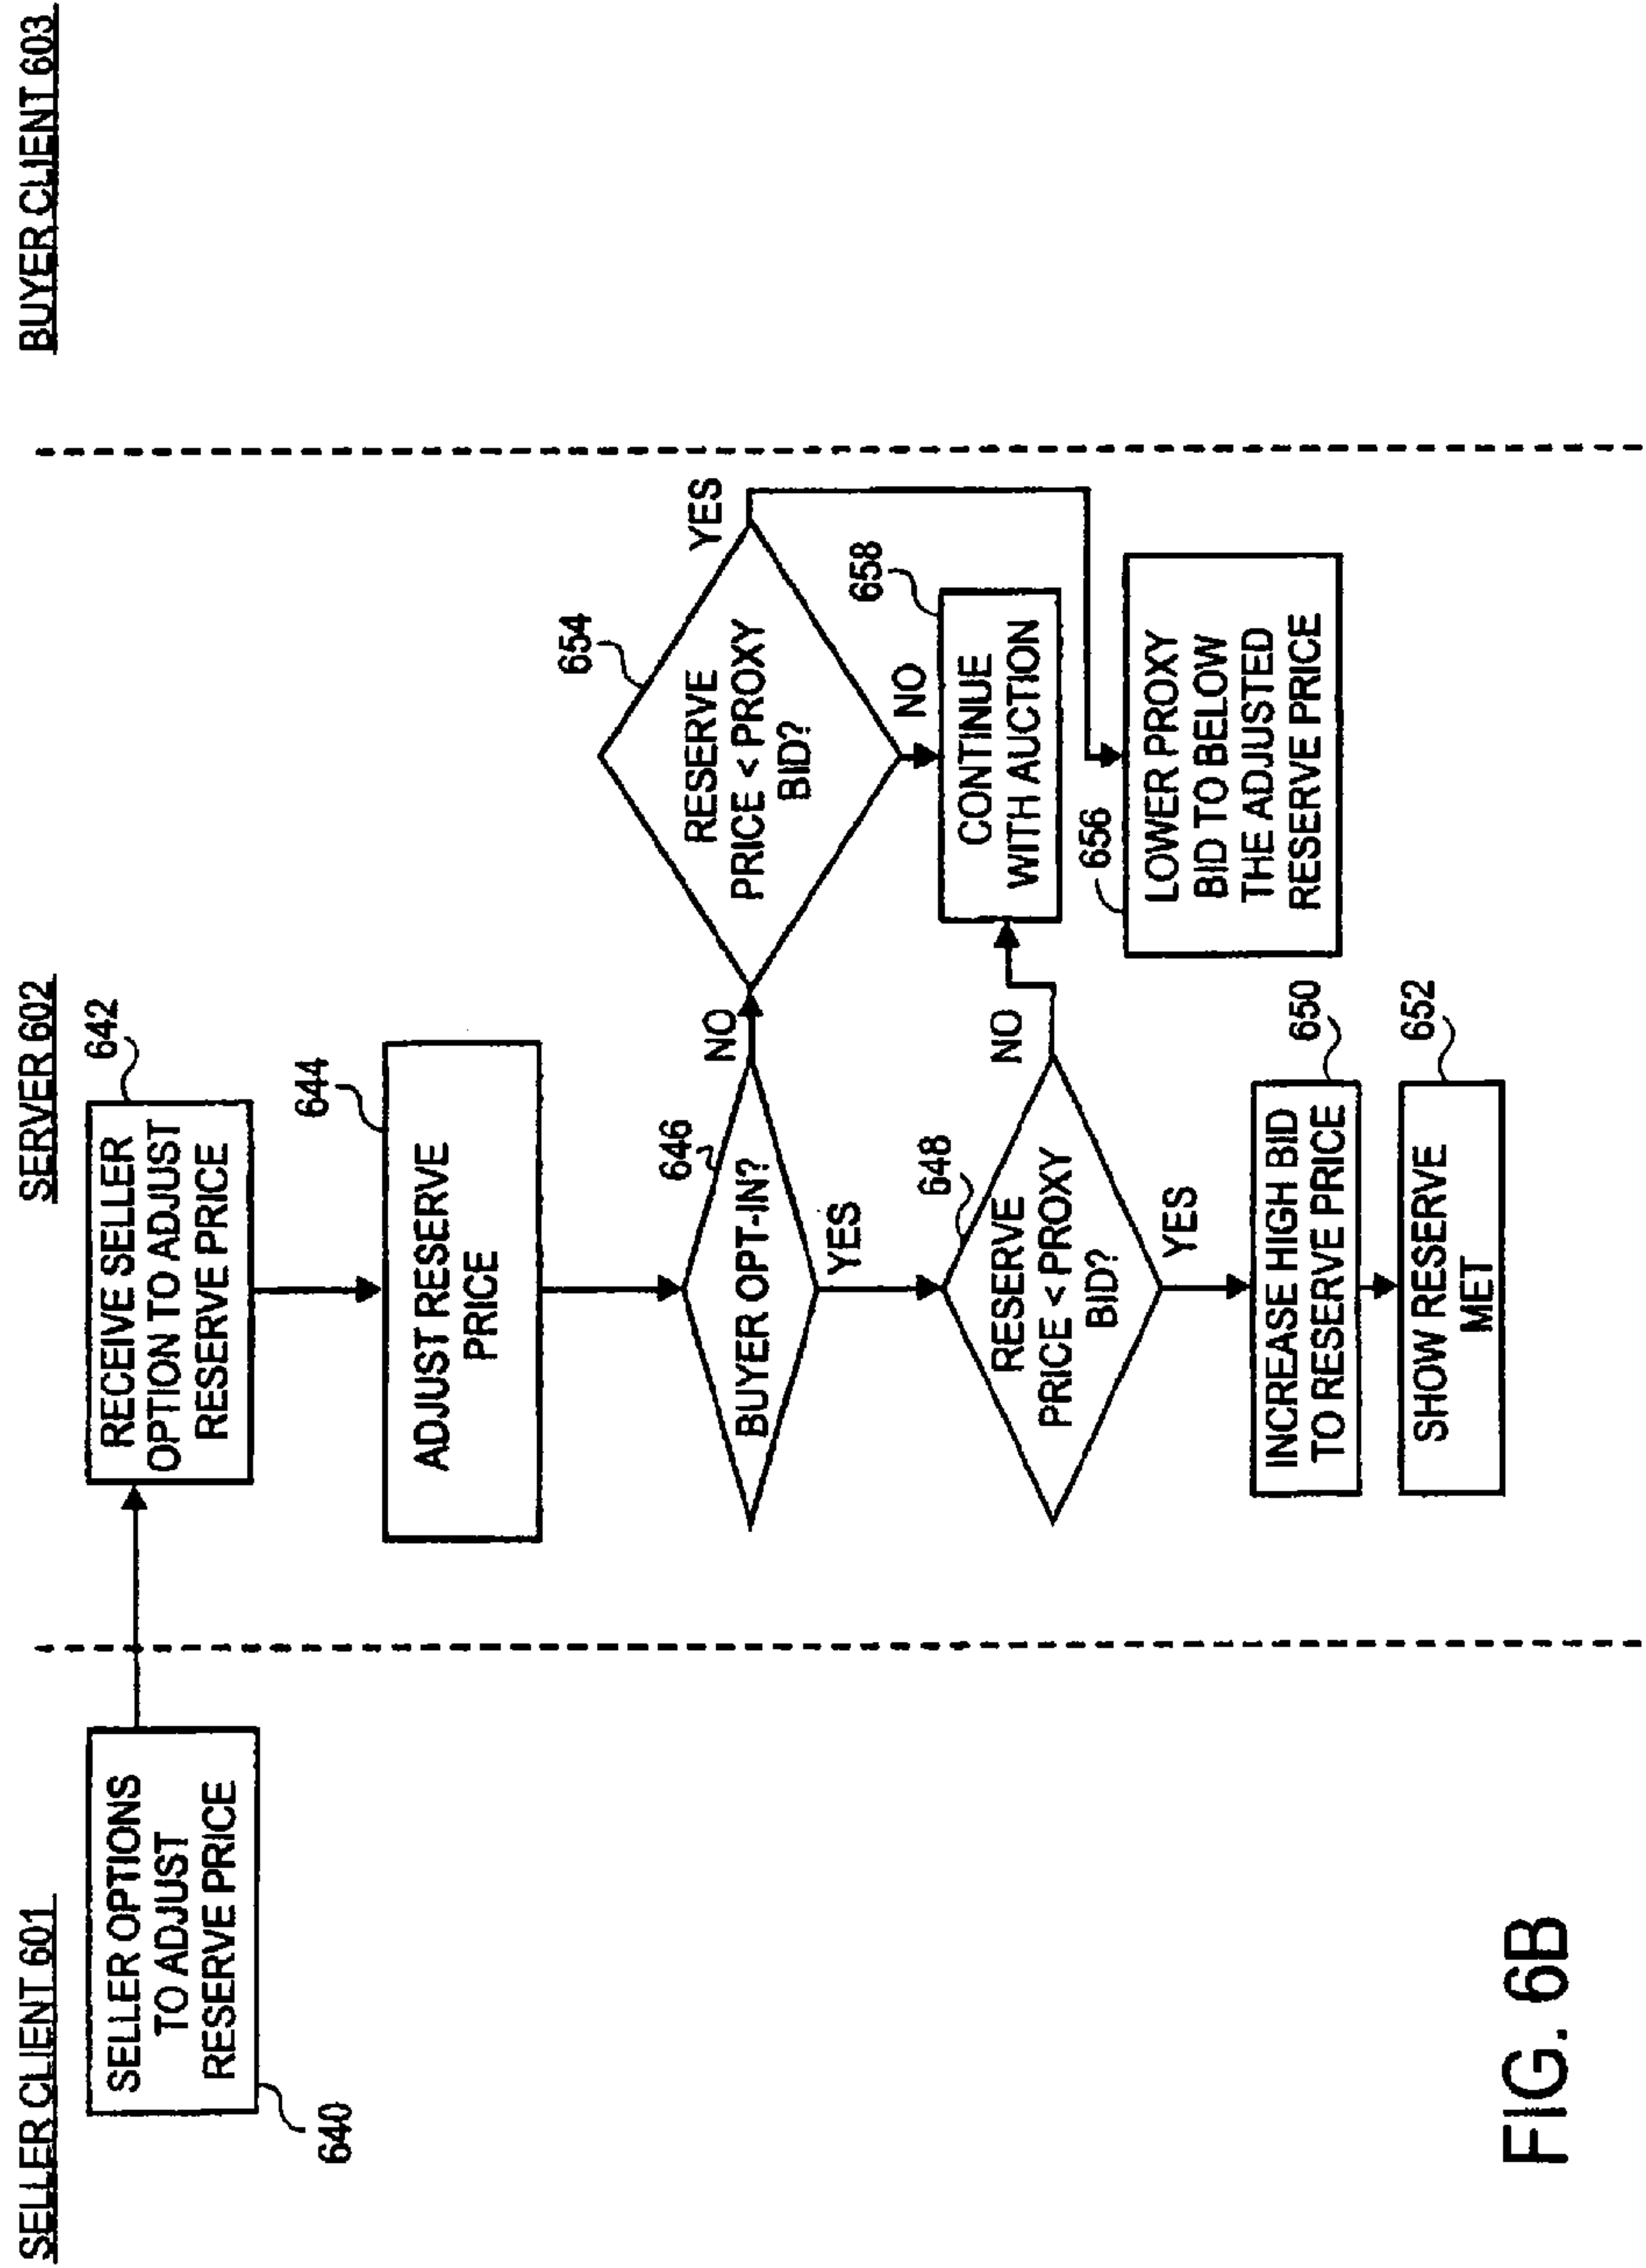 SELLER CLIENT 601
SERVER 602
BUYER CLIENT 603
SELLER OPTIONS
TO ADJUST
RESERVE PRICE
640
RECEIVE SELLER
OPTION TO ADJUST
RESERVE PRICE
642
ADJUST RESERVE
PRICE
644
BUYER OPT-IN?
646
NO
YES
RESERVE
PRICE < PROXY
BID?
654
YES
NO
RESERVE
PRICE < PROXY
BID?
648
NO
YES
CONTINUE
WITH AUCTION
658
LOWER PROXY
BID TO BELOW
THE ADJUSTED
RESERVE PRICE
656
INCREASE HIGH BID
TO RESERVE PRICE
650
SHOW RESERVE
MET
652
FIG. 6B